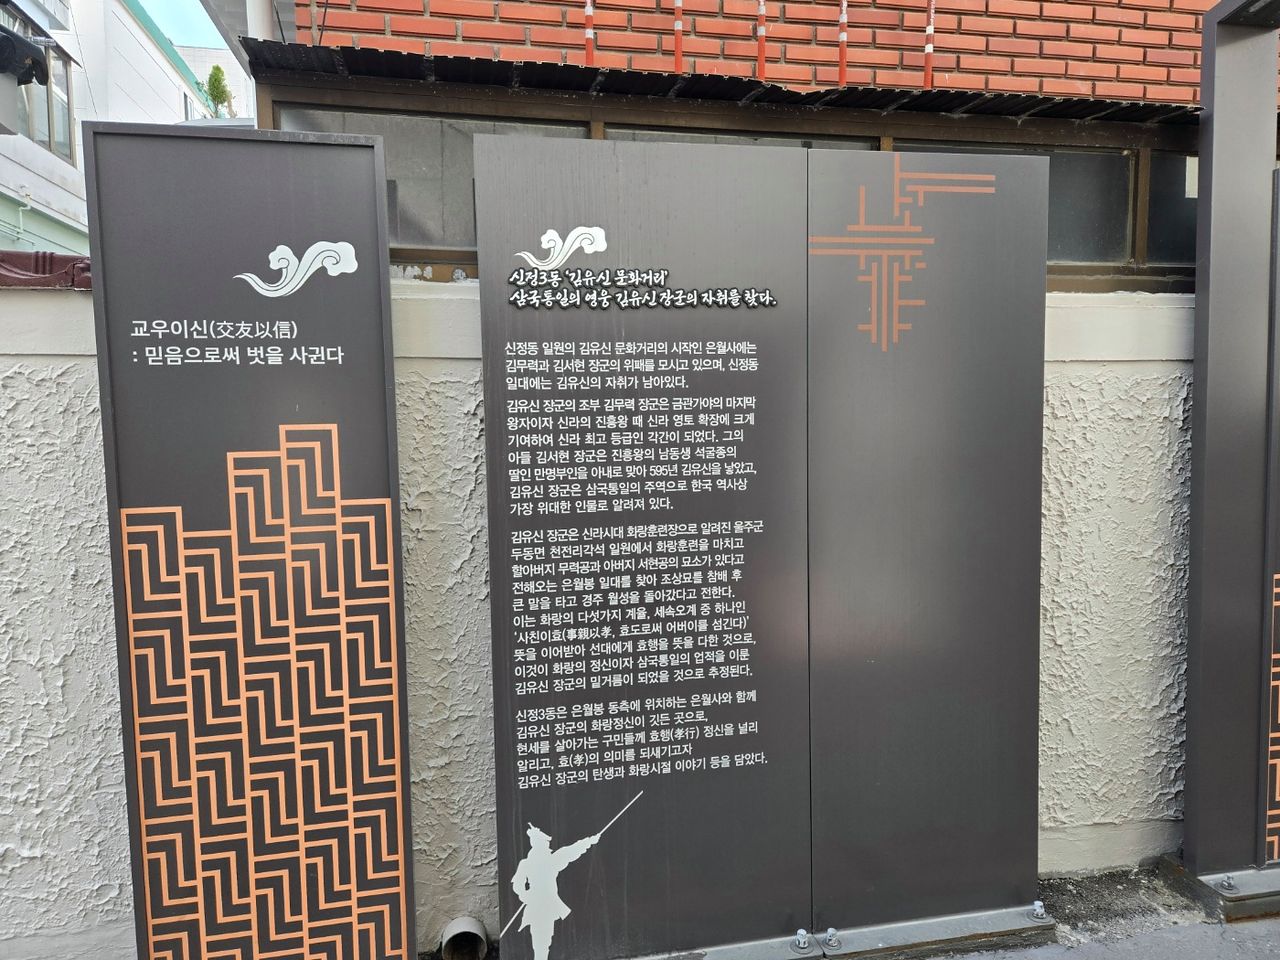 교우이신(交友以信)
: 믿음으로써 벗을 사귄다
신정3동 '김유신 문화거리'
삼국통일의 영웅 김유신 장군의 자취를 찾다.
신정동 일원의 김유신 문화거리의 시작인 은월사에는
김무력과 김서현 장군의 위패를 모시고 있으며, 신정동
일대에는 김유신의 자취가 남아있다.
김유신 장군의 조부 김무력 장군은 금관가야의 마지막
왕자이자 신라의 진흥왕 때 신라 영토 확장에 크게
기여하여 신라 최고 등급인 각간이 되었다. 그의
아들 김서현 장군은 진흥왕의 남동생 석굴종의
딸인 만명부인을 아내로 맞아 595년 김유신을 낳았고,
김유신 장군은 삼국통일의 주역으로 한국 역사상
가장 위대한 인물로 알려져 있다.
김유신 장군은 신라시대 화랑훈련장으로 알려진 울주군
두동면 천전리각석 일원에서 화랑훈련을 마치고
할아버지 무력공과 아버지 서현공의 묘소가 있다고
전해오는 은월봉 일대를 찾아 조상묘를 참배 후
큰 말을 타고 경주 월성을 돌아갔다고 전한다.
이는 화랑의 다섯가지 계율, 세속오계 중 하나인
'사친이효(事親以孝, 효도로써 어버이를 섬긴다)'
뜻을 이어받아 선대에게 효행을 뜻을 다한 것으로,
이것이 화랑의 정신이자 삼국통일의 업적을 이룬
김유신 장군의 밑거름이 되었을 것으로 추정된다.
신정3동은 은월봉 동측에 위치하는 은월사와 함께
김유신 장군의 화랑정신이 깃든 곳으로,
현세를 살아가는 구민들께 효행(孝行) 정신을 널리
알리고, 효(孝)의 의미를 되새기고자
김유신 장군의 탄생과 화랑시절 이야기 등을 담았다.